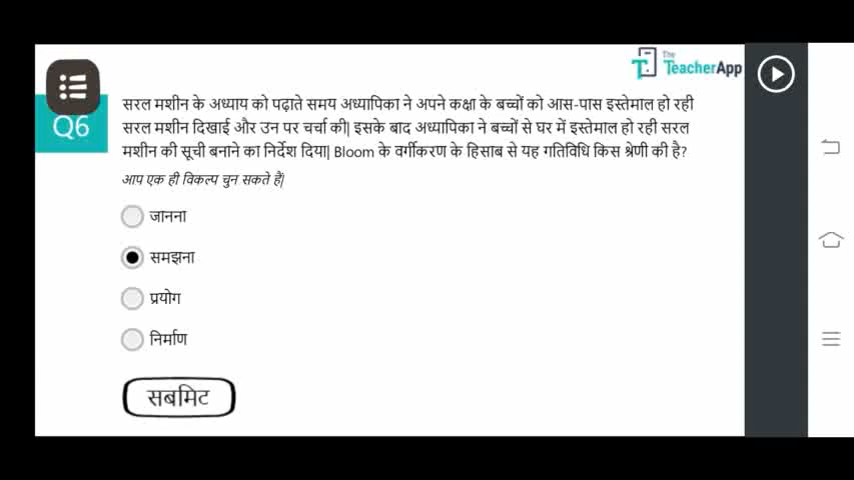 The
TeacherApp
Q6
सरल मशीन के अध्याय को पढ़ाते समय अध्यापिका ने अपने कक्षा के बच्चों को आस-पास इस्तेमाल हो रही
सरल मशीन दिखाई और उन पर चर्चा की| इसके बाद अध्यापिका ने बच्चों से घर में इस्तेमाल हो रही सरल
मशीन की सूची बनाने का निर्देश दिया| Bloom के वर्गीकरण के हिसाब से यह गतिविधि किस श्रेणी की है?
आप एक ही विकल्प चुन सकते हैं|
जानना
समझना
प्रयोग
निर्माण
सबमिट